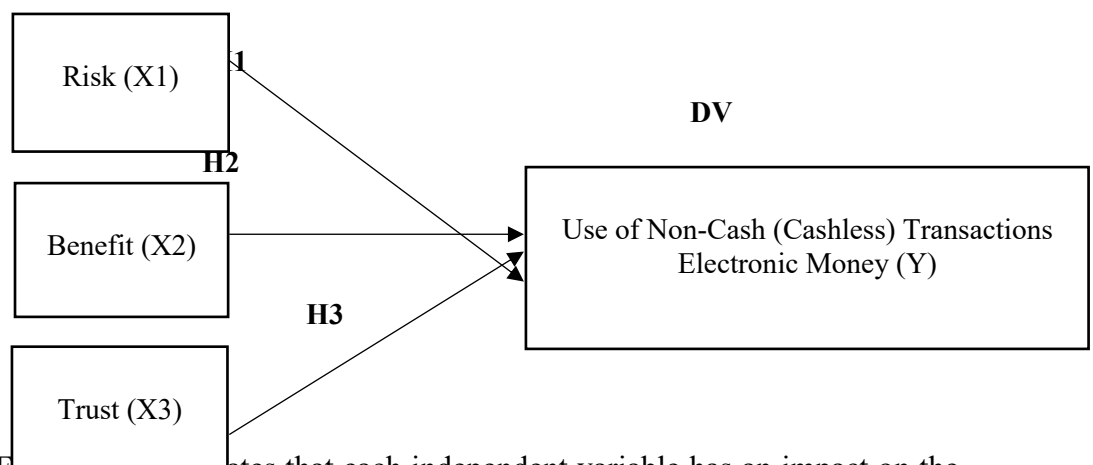 Risk (X1)
DV
H2
Benefit (X2)
Use of Non-Cash (Cashless) Transactions
Electronic Money (Y)
H3
Trust (X3)
that each independent variable has an impact on the